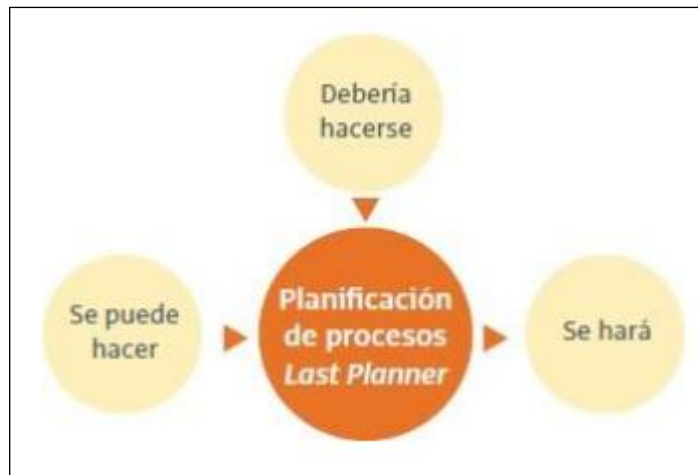 Debería
hacerse
Se puede
hacer
Planificación
de procesos
Last Planner
Se hará